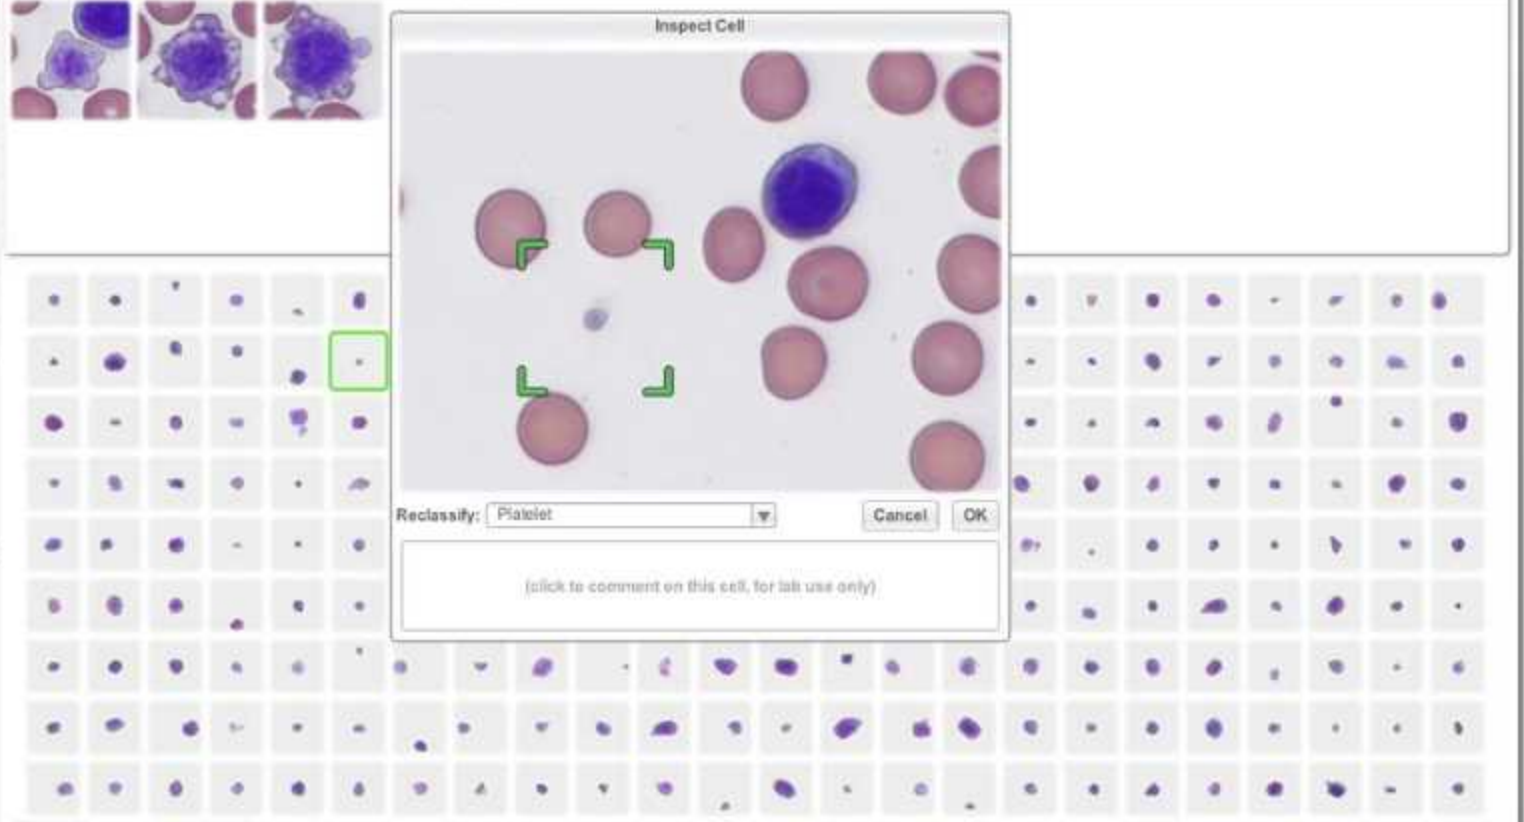 Inspect Cell
Reclassify: Platelet
Cancel
OK
(click to comment on this cell, for lab use only)